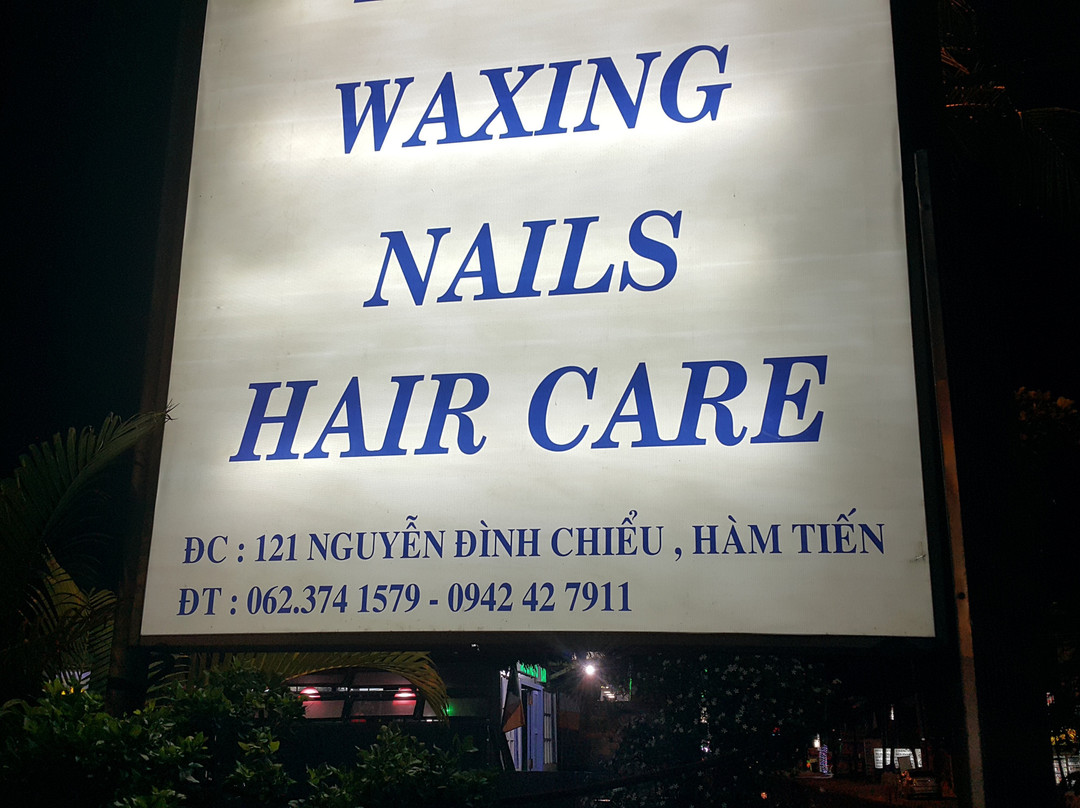 WAXING
NAILS
HAIR CARE
ĐC : 121 NGUYỄN ĐÌNH CHIỂU , HÀM TIẾN
ĐT : 062.374 1579 - 0942 42 7911